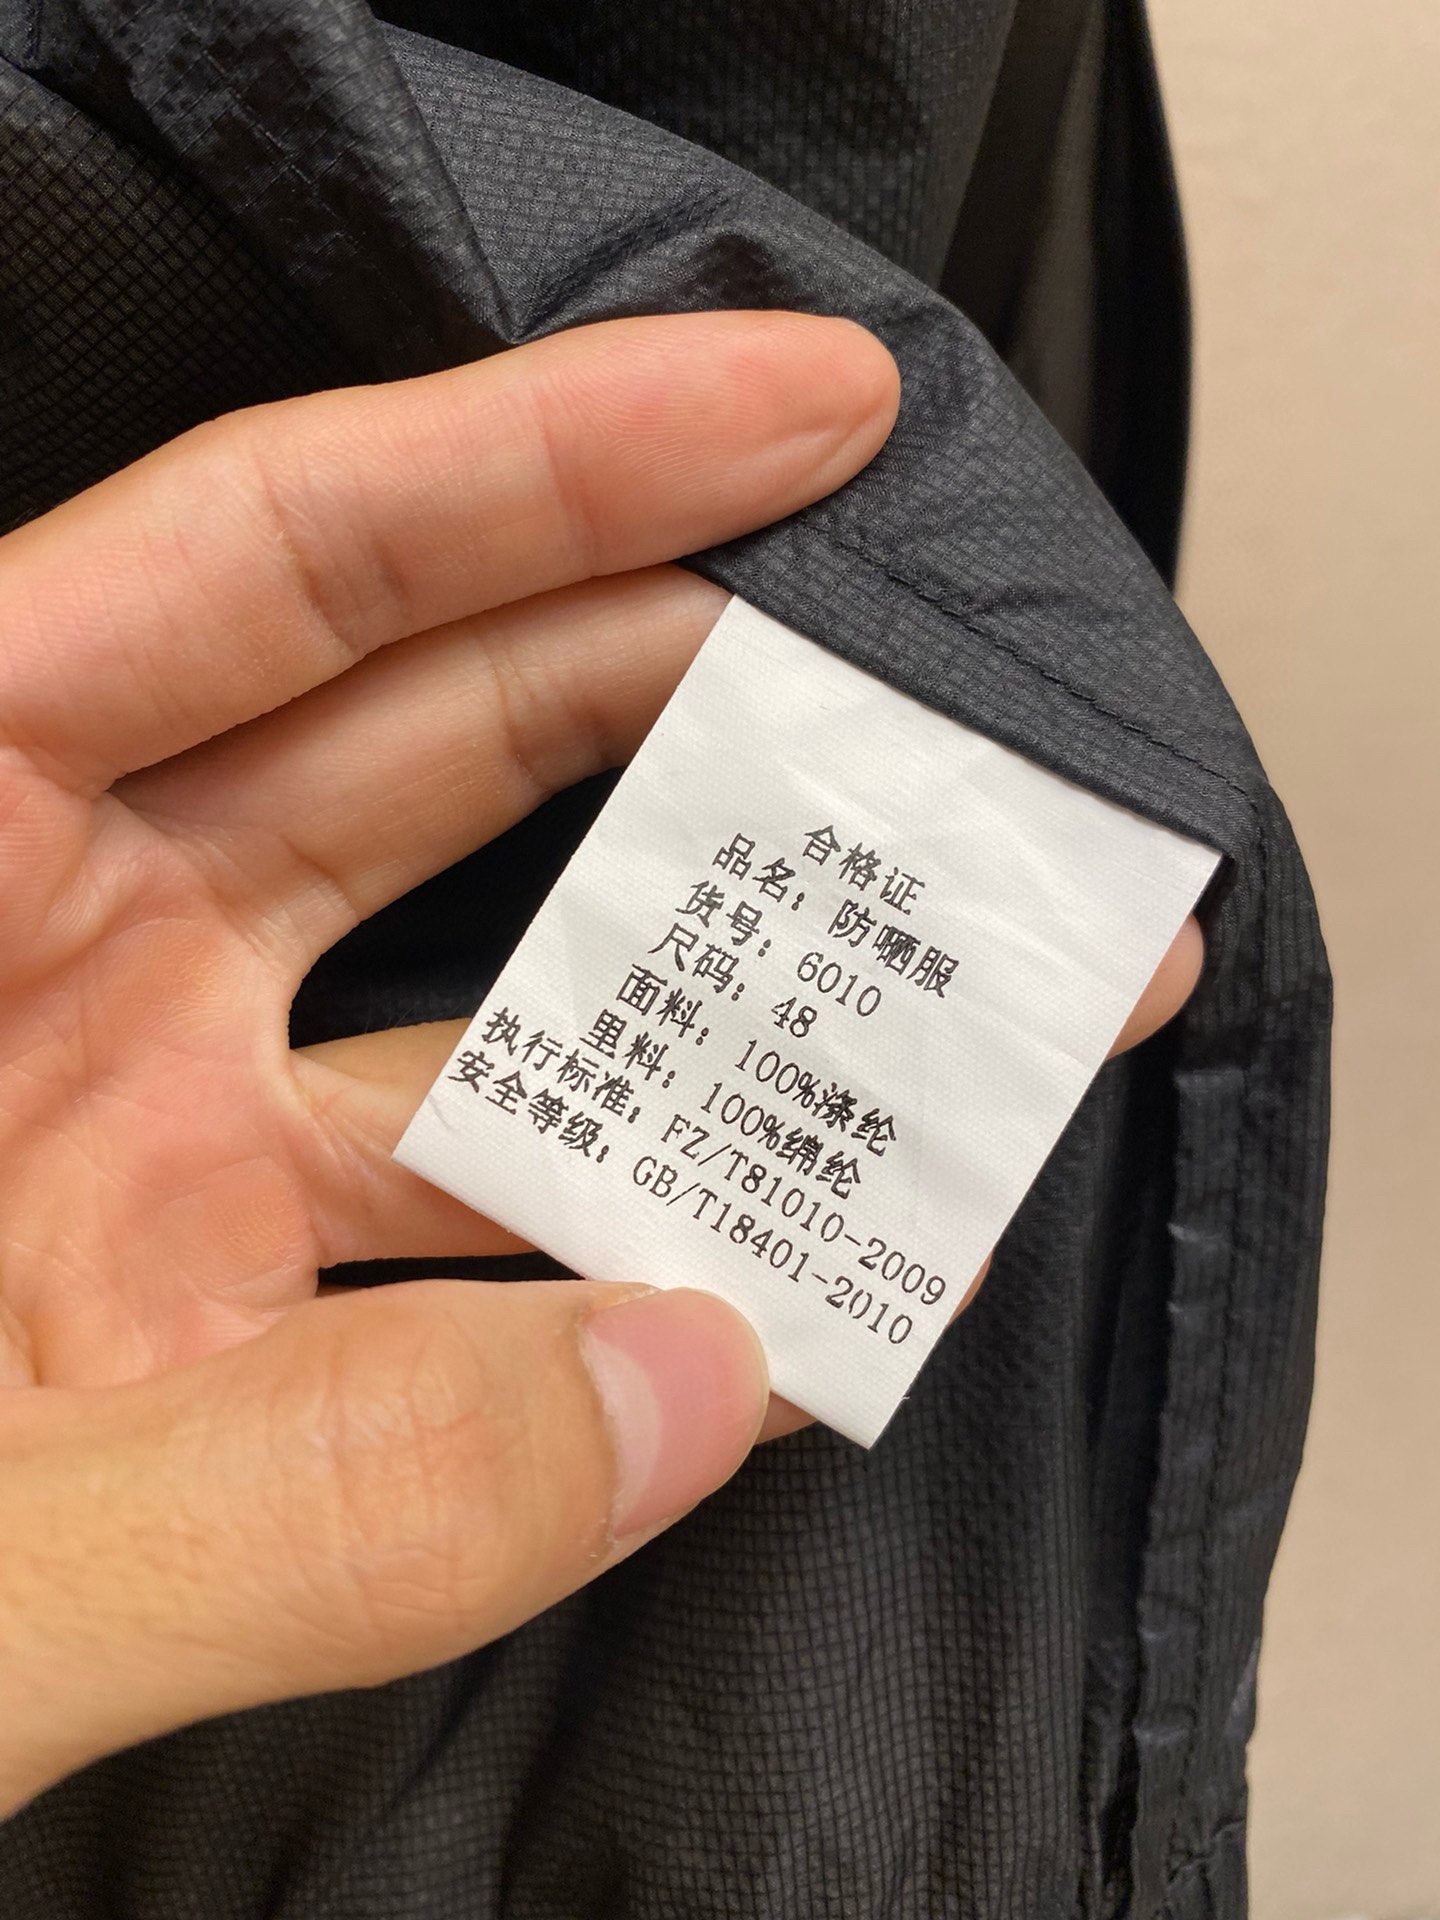 合格证
品名：防晒服
货号：6010
尺码：48
面料：100%涤纶
里料：100%绵纶
执行标准：FZ/T81010-2009
安全等级：GB/T18401-2010